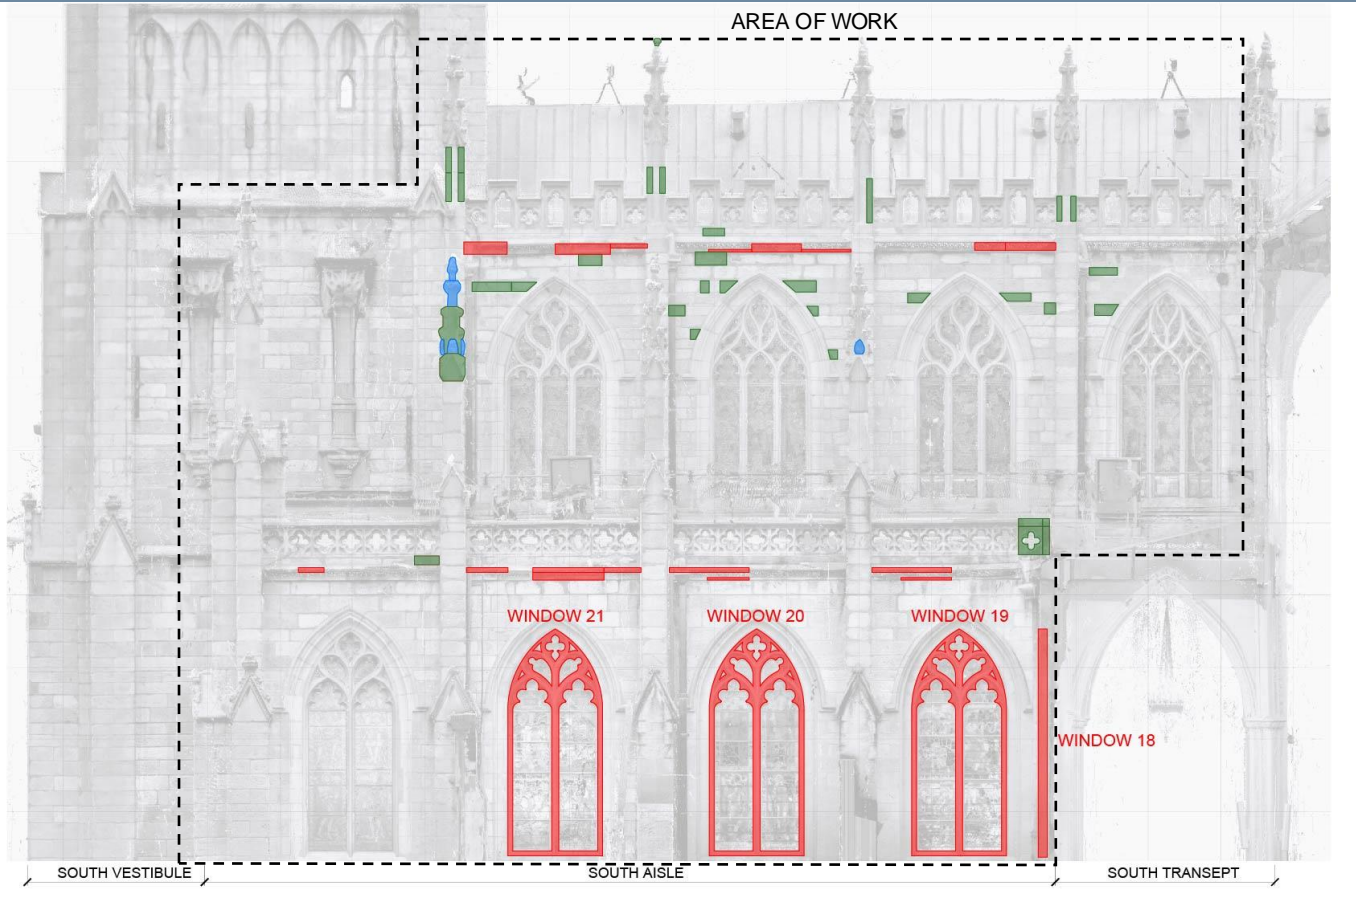 AREA OF WORK
WINDOW 21
WINDOW 20
WINDOW 19
WINDOW 18
SOUTH VESTIBULE
SOUTH AISLE
SOUTH TRANSEPT